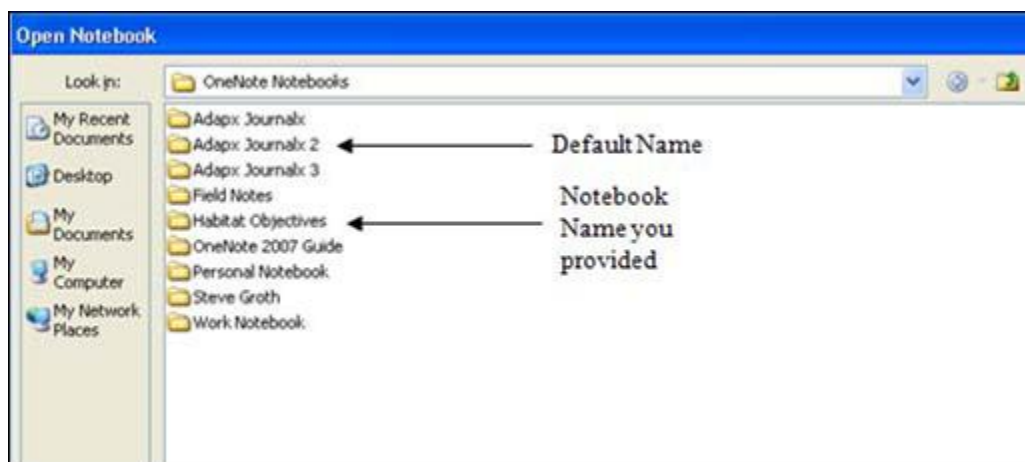 Open Notebook
Look in:
OneNote Notebooks
My Recent
Documents
Desktop
My
Documents
My
Computer
My Network
Places
Adapx Journalx
Adapx Journalx 2
Adapx Journalx 3
Field Notes
Habitat Objectives
OneNote 2007 Guide
Personal Notebook
Steve Groth
Work Notebook
Default Name
Notebook
Name you
provided